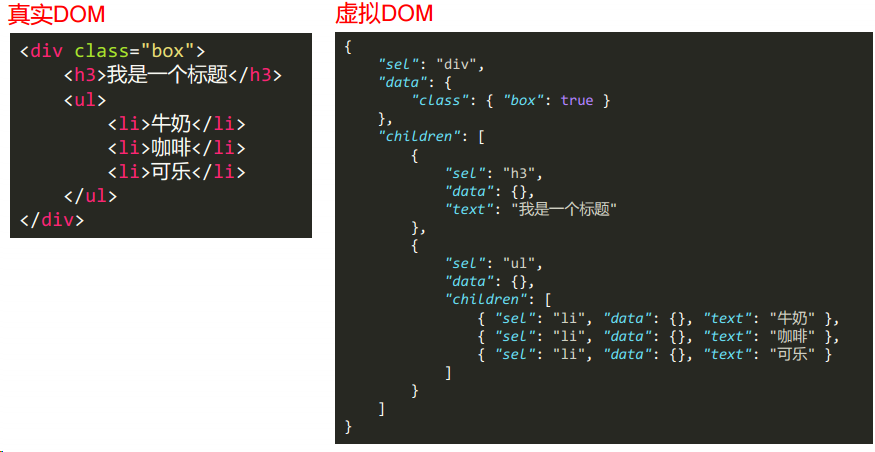 真实DOM
<div class="box">
    <h3>我是一个标题</h3>
    <ul>
        <li>牛奶</li>
        <li>咖啡</li>
        <li>可乐</li>
    </ul>
</div>
虚拟DOM
{
    "sel": "div",
    "data": {
        "class": { "box": true }
    },
    "children": [
        {
            "sel": "h3",
            "data": {},
            "text": "我是一个标题"
        },
        {
            "sel": "ul",
            "data": {},
            "children": [
                { "sel": "li", "data": {}, "text": "牛奶" },
                { "sel": "li", "data": {}, "text": "咖啡" },
                { "sel": "li", "data": {}, "text": "可乐" }
            ]
        }
    ]
}